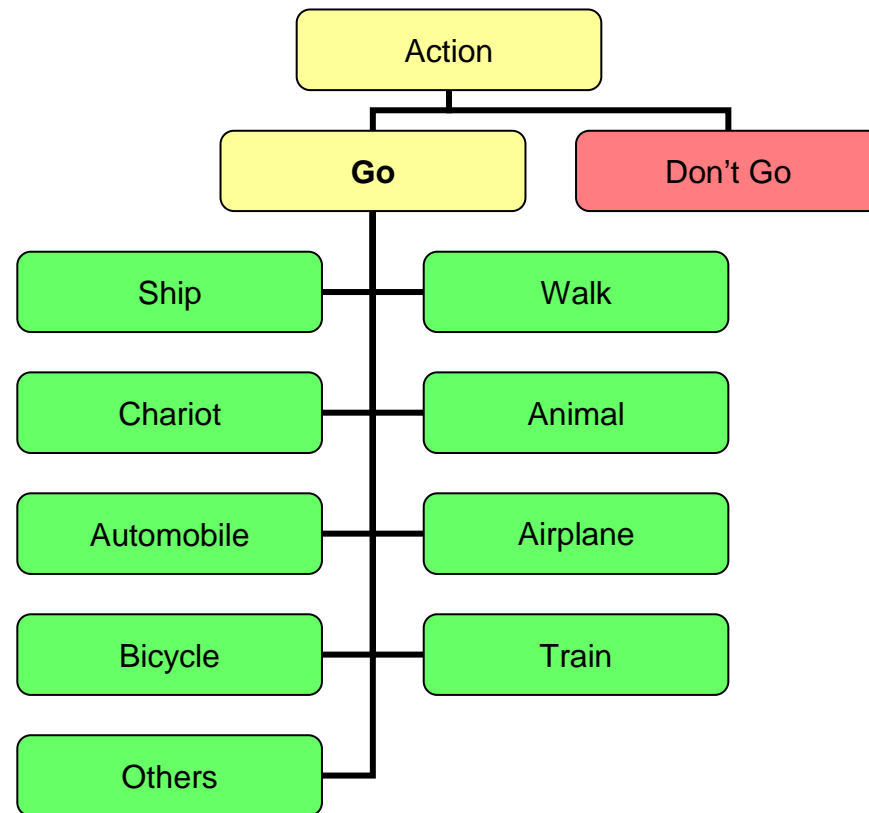 Action
Go
Don’t Go
Ship
Walk
Chariot
Animal
Automobile
Airplane
Bicycle
Train
Others